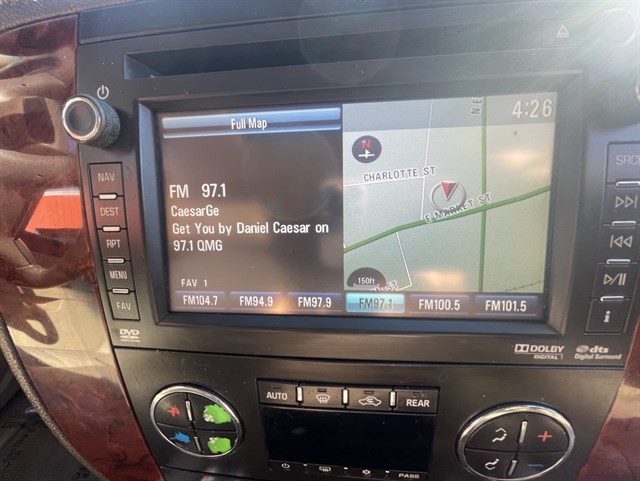 Full Map
4:26
N
N E
CHARLOTTE ST
E MARKET ST
ST
150ft
FM 97.1
CaesarGe
Get You by Daniel Caesar on
97.1 QMG
FAV 1
FM104.7
FM94.9
FM97.9
FM97.1
FM100.5
FM101.5
NAV
DEST
RPT
MENU
FAV
DVD
SRC
i
DOLBY
DIGITAL
dts
Digital Surround
AUTO
REAR
PASS